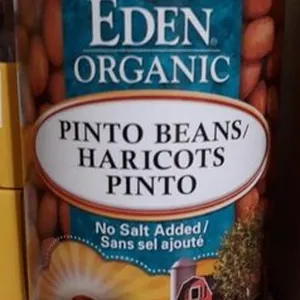 EDEN
ORGANIC
PINTO BEANS/
HARICOTS
PINTO
No Salt Added/
Sans sel ajouté